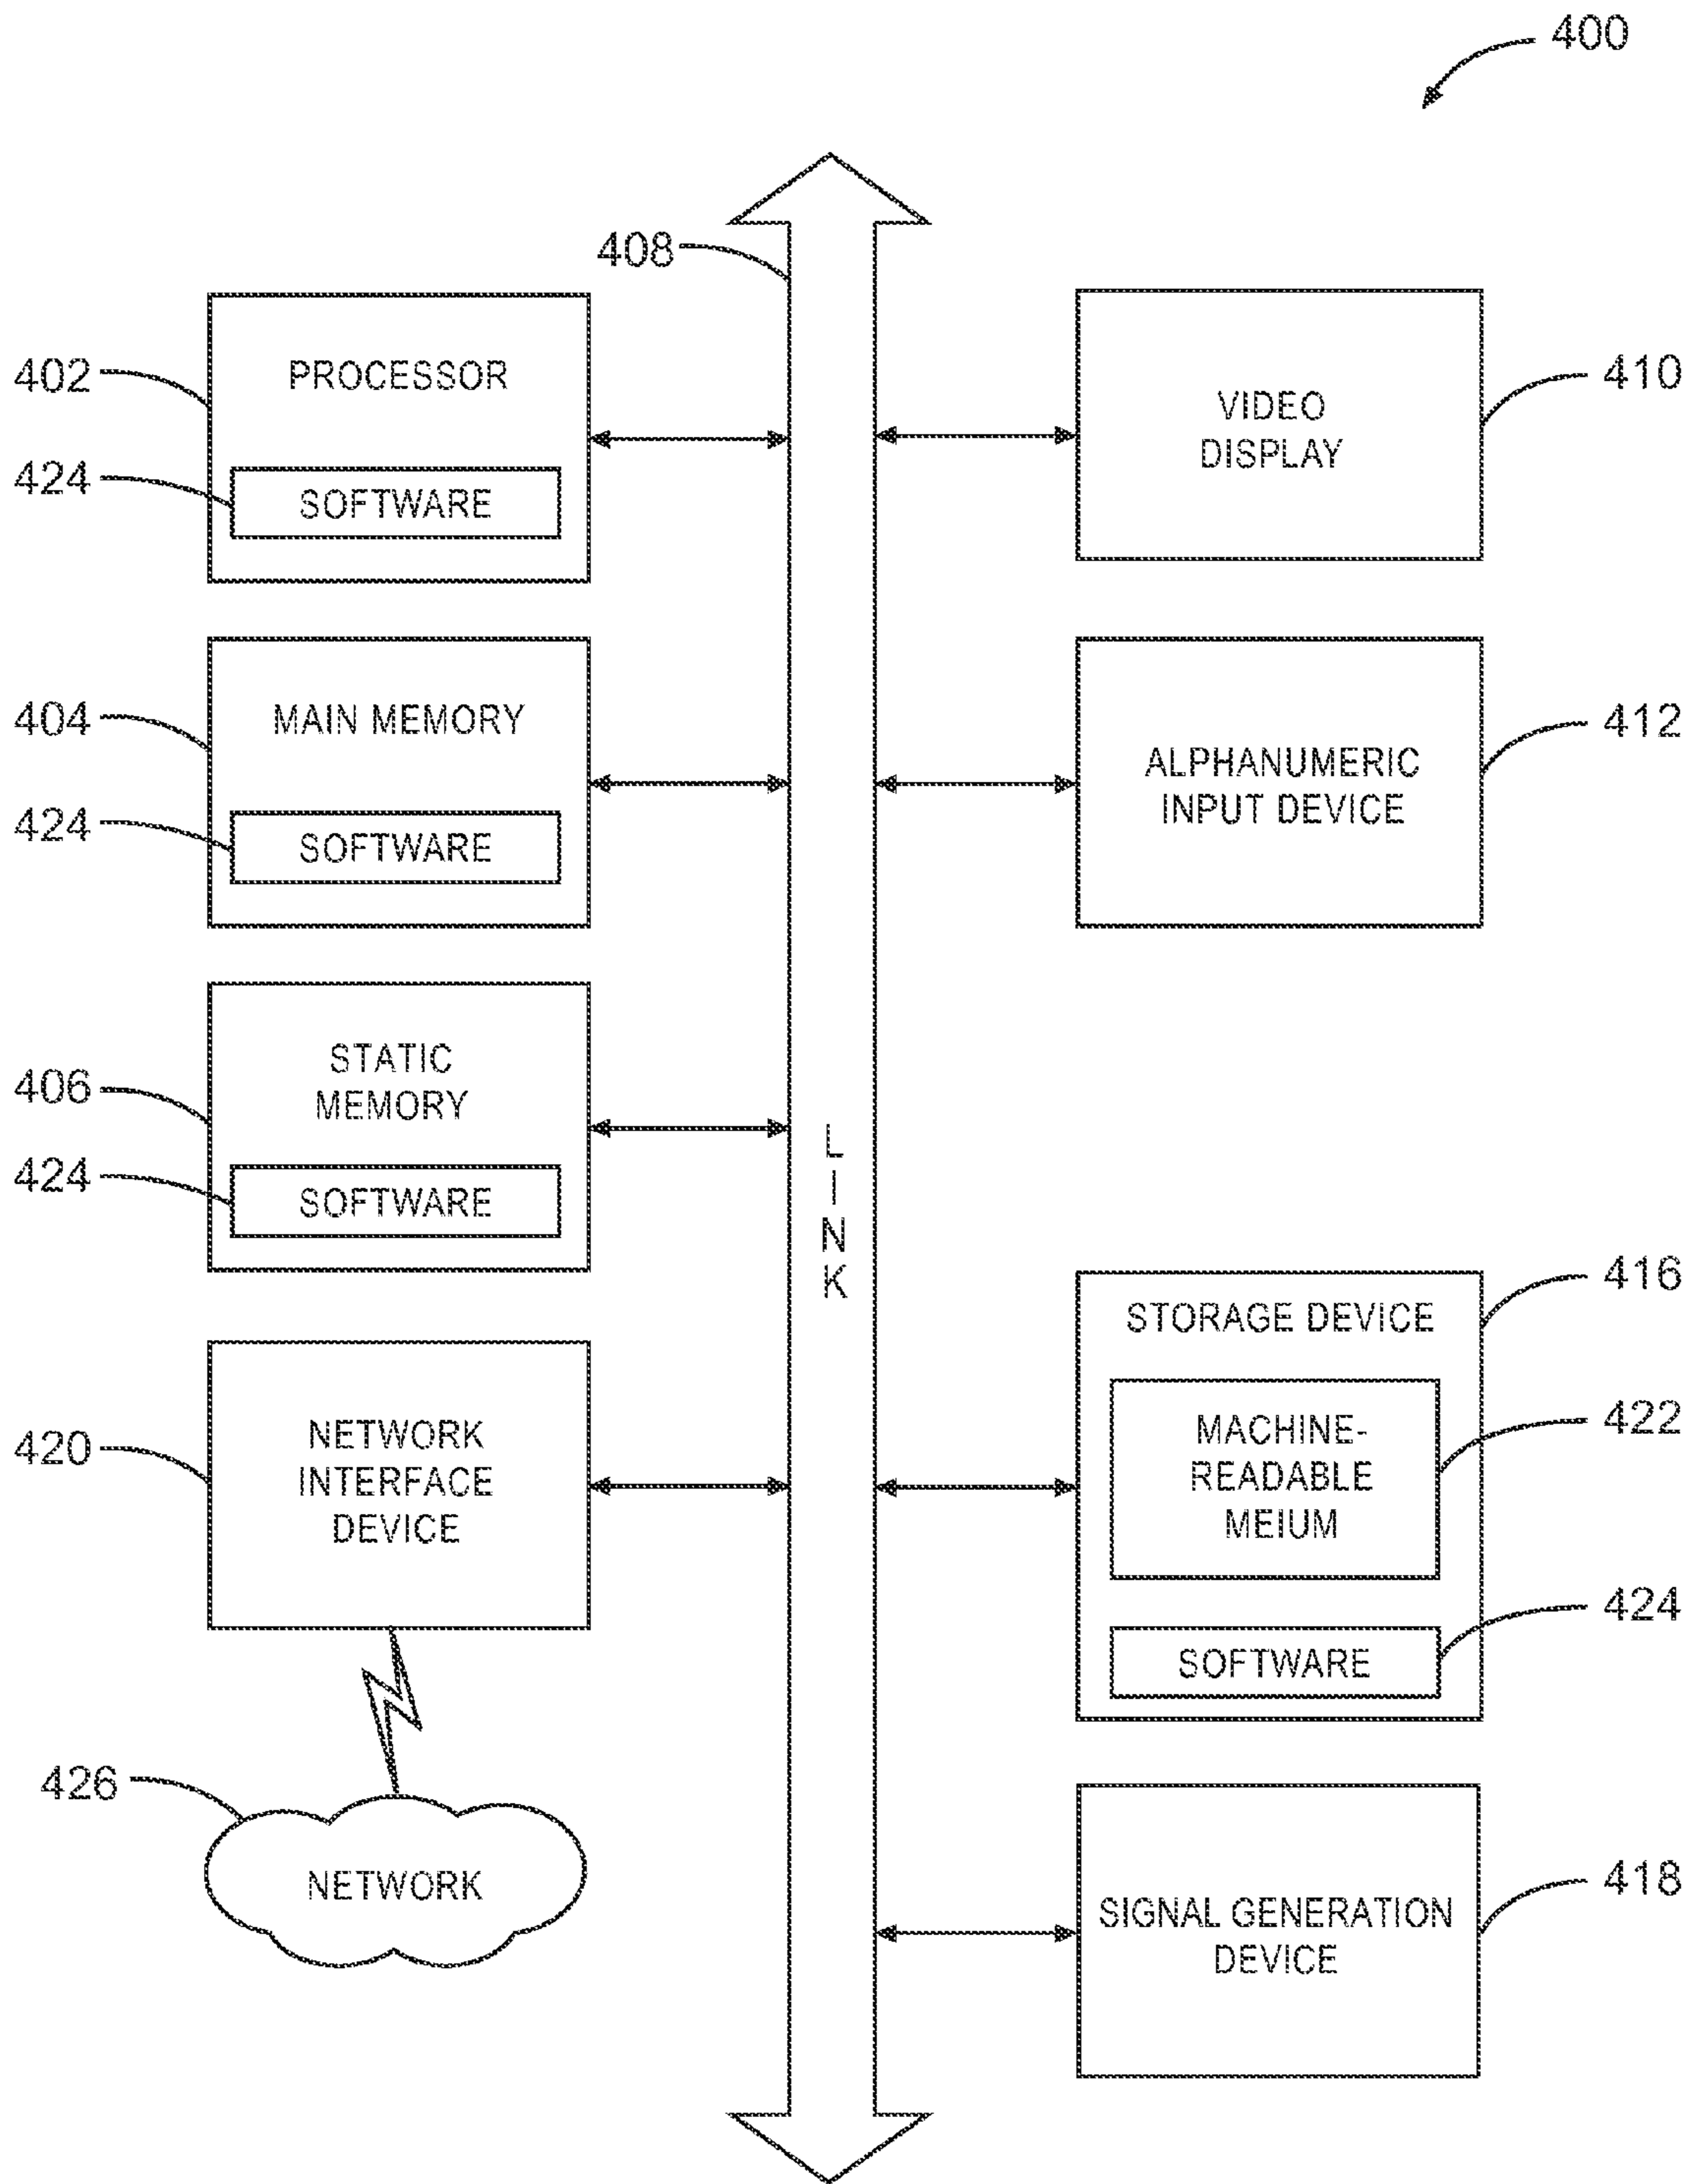 400
408
402
PROCESSOR
424
SOFTWARE
410
VIDEO
DISPLAY
404
MAIN MEMORY
424
SOFTWARE
412
ALPHANUMERIC
INPUT DEVICE
406
STATIC
MEMORY
424
SOFTWARE
L
I
N
K
420
NETWORK
INTERFACE
DEVICE
416
STORAGE DEVICE
422
MACHINE-
READABLE
MEIUM
424
SOFTWARE
426
NETWORK
418
SIGNAL GENERATION
DEVICE